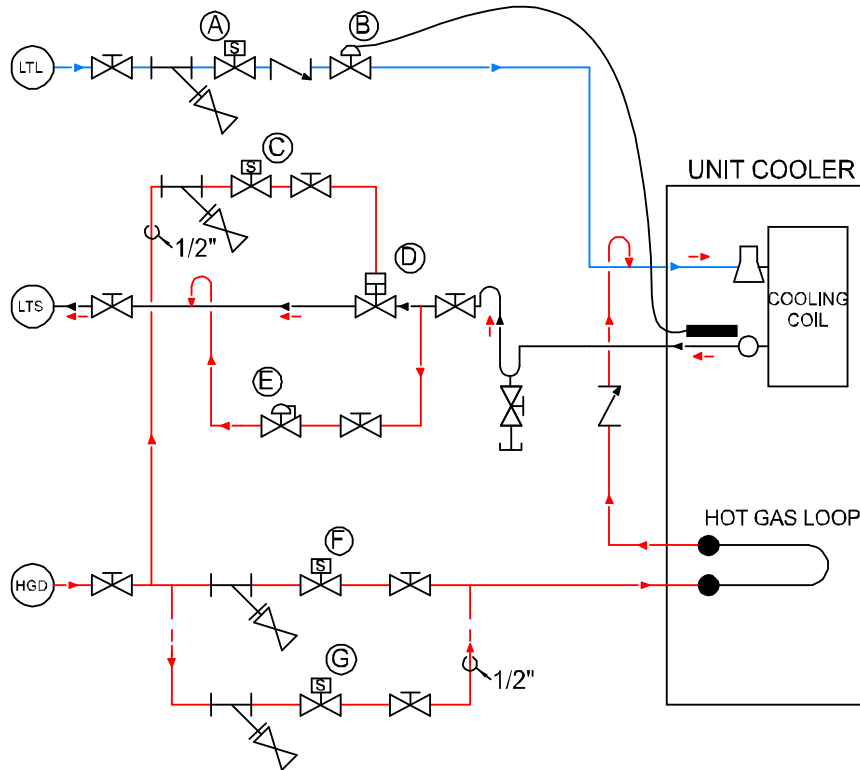 A
B
S
LTL
C
S
UNIT COOLER
1/2"
D
LTS
COOLING
COIL
E
HOT GAS LOOP
F
S
HGD
G
S
1/2"